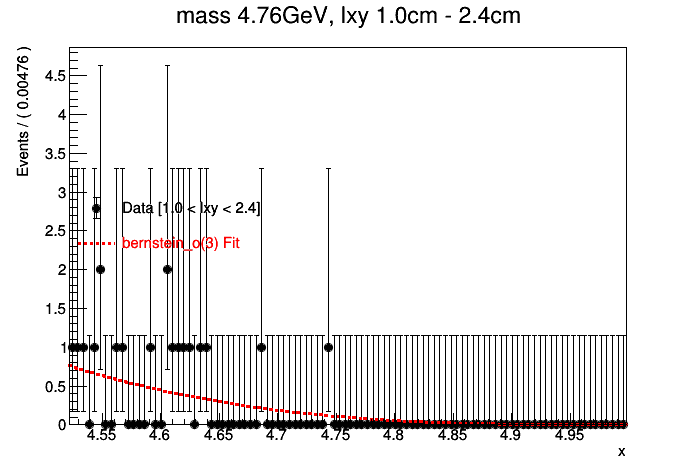 mass 4.76GeV, lxy 1.0cm - 2.4cm
Events / ( 0.00476 )
4.5
4
3.5
3
2.5
2
1.5
1
0.5
0
Data [1.0 < lxy < 2.4]
bernstein_o(3) Fit
4.55 4.6 4.65 4.7 4.75 4.8 4.85 4.9 4.95
x